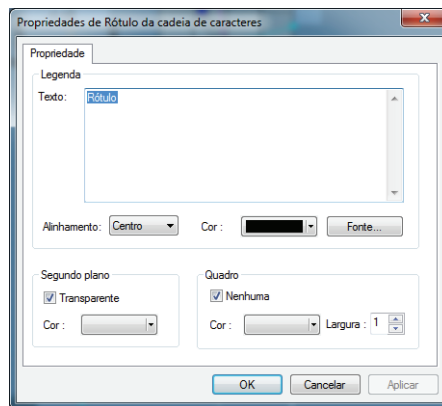 Propriedades de Rótulo da cadeia de caracteres
Propriedade
Legenda
Texto: Rótulo
Alinhamento: Centro Cor : Fonte...
Segundo plano Quadro
Transparente Nenhuma
Cor : Cor : Largura : 1
OK Cancelar Aplicar